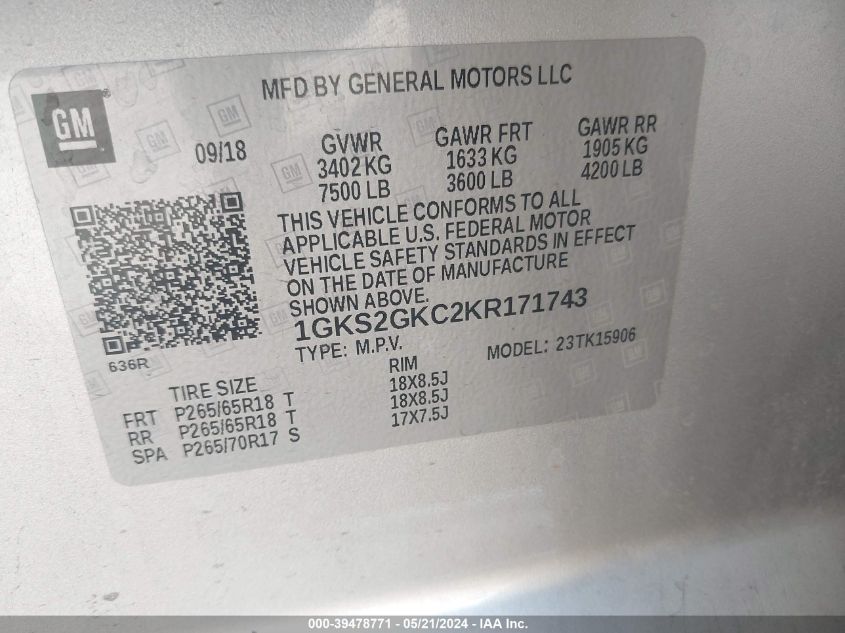 MFD BY GENERAL MOTORS LLC
GM
®
09/18
GVWR GAWR FRT GAWR RR
3402 KG 1633 KG 1905 KG
7500 LB 3600 LB 4200 LB
THIS VEHICLE CONFORMS TO ALL
APPLICABLE U.S. FEDERAL MOTOR
VEHICLE SAFETY STANDARDS IN EFFECT
ON THE DATE OF MANUFACTURE
SHOWN ABOVE.
1GKS2GKC2KR171743
TYPE: M.P.V. MODEL: 23TK15906
636R
TIRE SIZE RIM
FRT P265/65R18 T 18X8.5J
RR P265/65R18 T 18X8.5J
SPA P265/70R17 S 17X7.5J
000-39478771 - 05/21/2024 - IAA Inc.